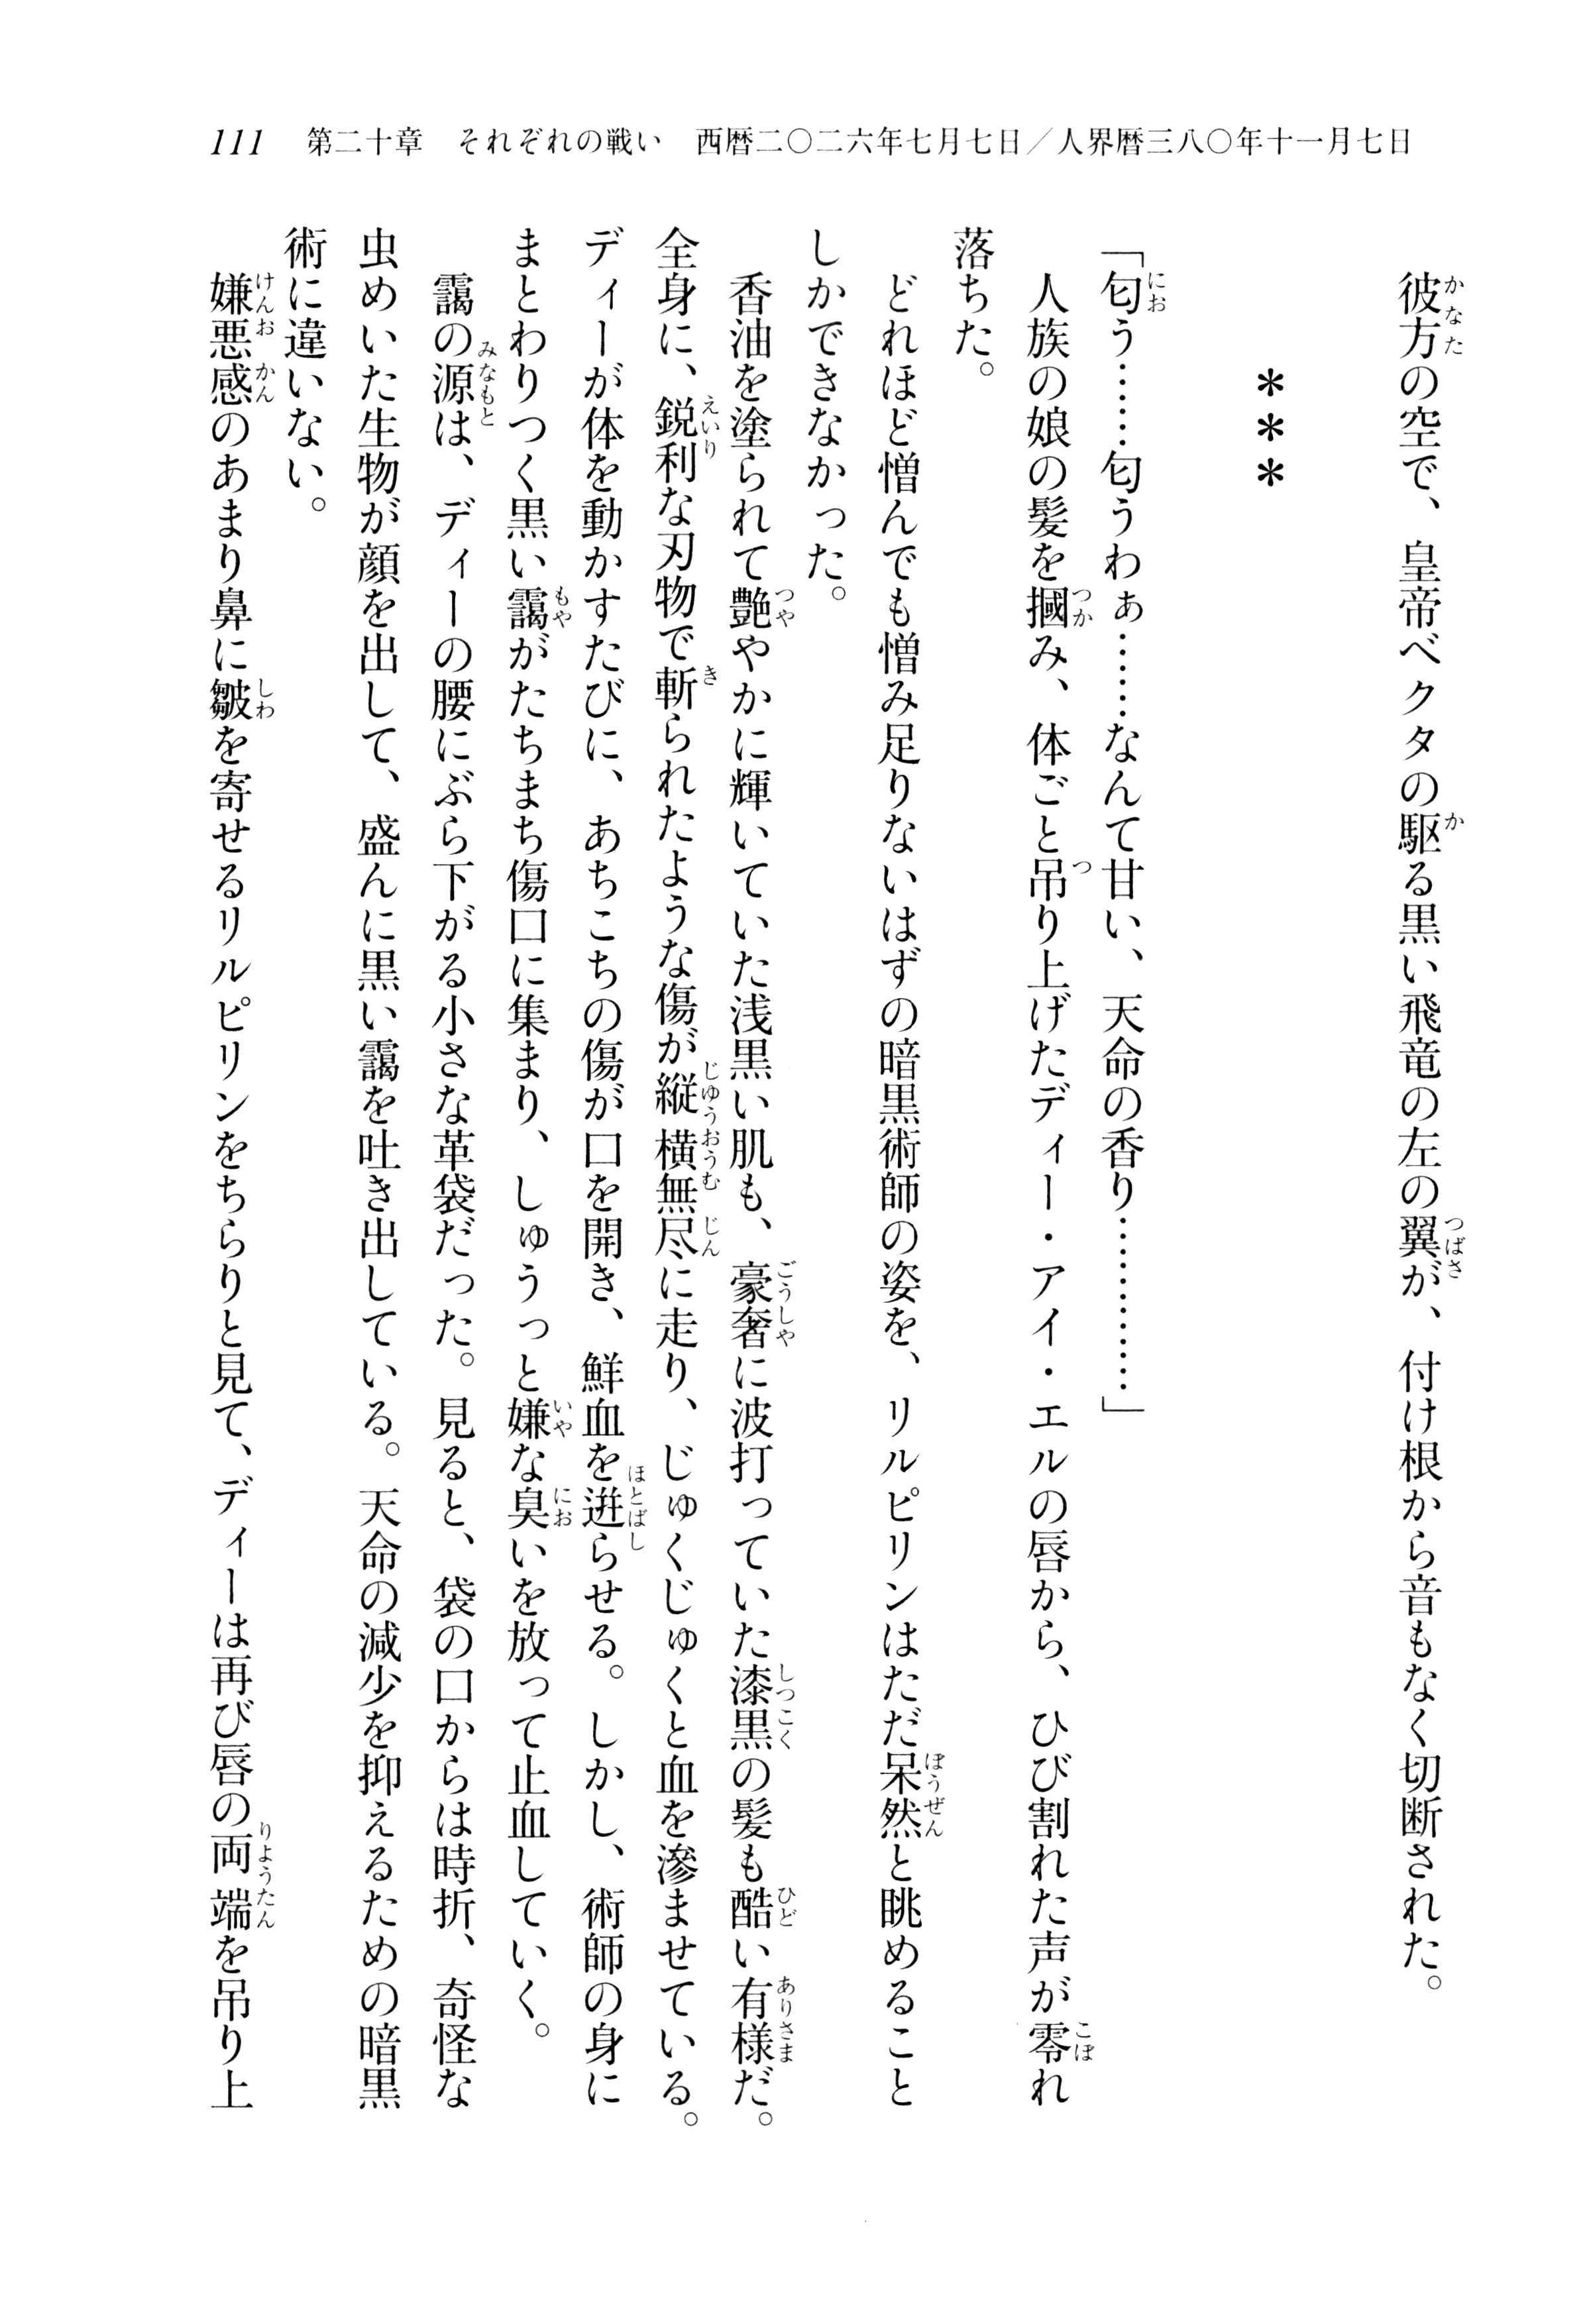 111　第二十章　それぞれの戦い　西暦二〇二六年七月七日／人界暦三八〇年十一月七日
　彼方の空で、皇帝ベクタの駆る黒い飛竜の左の翼が、付け根から音もなく切断された。
＊＊＊
「匂う……匂うわぁ……なんて甘い、天命の香り…………」
　人族の娘の髪を摑み、体ごと吊り上げたディー・アイ・エルの唇から、ひび割れた声が零れ
落ちた。
　どれほど憎んでも憎み足りないはずの暗黒術師の姿を、リルピリンはただ呆然と眺めること
しかできなかった。
　香油を塗られて艶やかに輝いていた浅黒い肌も、豪奢に波打っていた漆黒の髪も酷い有様だ。
全身に、鋭利な刃物で斬られたような傷が縦横無尽に走り、じゅくじゅくと血を滲ませている。
ディーが体を動かすたびに、あちこちの傷が口を開き、鮮血を迸らせる。しかし、術師の身に
まとわりつく黒い靄がたちまち傷口に集まり、しゅうっと嫌な臭いを放って止血していく。
　靄の源は、ディーの腰にぶら下がる小さな革袋だった。見ると、袋の口からは時折、奇怪な
虫めいた生物が顔を出して、盛んに黒い靄を吐き出している。天命の減少を抑えるための暗黒
術に違いない。
　嫌悪感のあまり鼻に皺を寄せるリルピリンをちらりと見て、ディーは再び唇の両端を吊り上